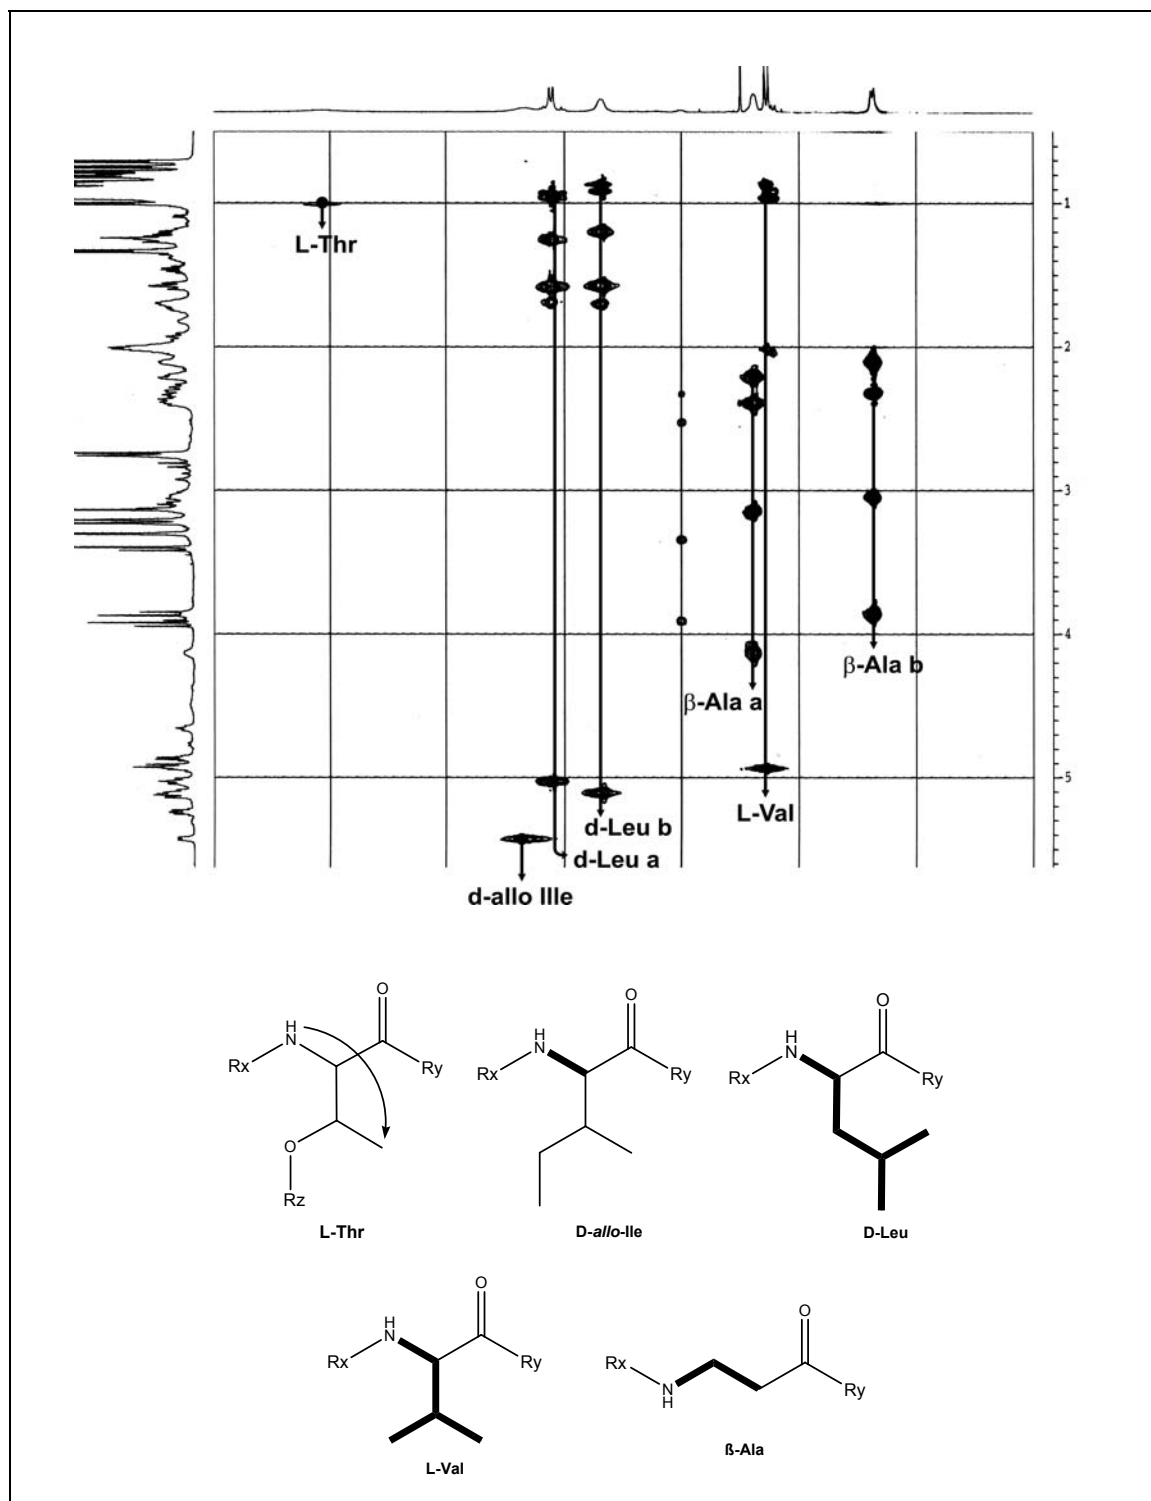 1
L-Thr
2
3
4
β-Ala b
β-Ala a
5
L-Val
d-Leu b
d-Leu a
d-allo IIle
O
H
N
Rx
Ry
O
Rz
L-Thr
O
H
N
Rx
Ry
D-allo-Ile
O
H
N
Rx
Ry
D-Leu
O
H
N
Rx
Ry
L-Val
O
Rx
N
H
Ry
ß-Ala